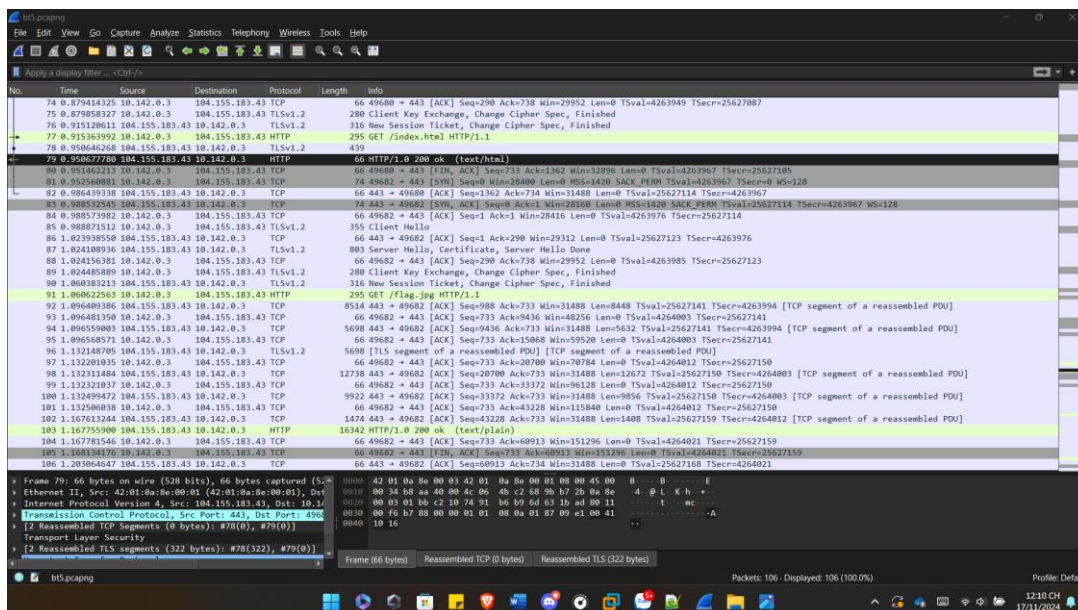 bt5.pcapng
File Edit View Go Capture Analyze Statistics Telephony Wireless Tools Help
Apply a display filter ... <Ctrl-/>
No. Time Source Destination Protocol Length Info
74 0.879414325 10.142.0.3 104.155.183.43 TCP 66 49680 → 443 [ACK] Seq=290 Ack=738 Win=29952 Len=0 TSval=4263949 TSecr=25627087
75 0.879858327 10.142.0.3 104.155.183.43 TLSv1.2 280 Client Key Exchange, Change Cipher Spec, Finished
76 0.915120611 104.155.183.43 10.142.0.3 TLSv1.2 316 New Session Ticket, Change Cipher Spec, Finished
77 0.915363992 10.142.0.3 104.155.183.43 HTTP 295 GET /index.html HTTP/1.1
78 0.950646268 104.155.183.43 10.142.0.3 TLSv1.2 439
79 0.950677780 104.155.183.43 10.142.0.3 HTTP 66 HTTP/1.0 200 ok (text/html)
80 0.951462213 10.142.0.3 104.155.183.43 TCP 66 49680 → 443 [FIN, ACK] Seq=733 Ack=1362 Win=32896 Len=0 TSval=4263967 TSecr=25627105
81 0.952560881 10.142.0.3 104.155.183.43 TCP 74 49682 → 443 [SYN] Seq=0 Win=28400 Len=0 MSS=1420 SACK_PERM TSval=4263967 TSecr=0 WS=128
82 0.986439338 104.155.183.43 10.142.0.3 TCP 66 443 → 49680 [ACK] Seq=1362 Ack=734 Win=31488 Len=0 TSval=25627114 TSecr=4263967
83 0.988532545 104.155.183.43 10.142.0.3 TCP 74 443 → 49682 [SYN, ACK] Seq=0 Ack=1 Win=28160 Len=0 MSS=1420 SACK_PERM TSval=25627114 TSecr=4263967 WS=128
84 0.988573982 10.142.0.3 104.155.183.43 TCP 66 49682 → 443 [ACK] Seq=1 Ack=1 Win=28416 Len=0 TSval=4263976 TSecr=25627114
85 0.988871512 10.142.0.3 104.155.183.43 TLSv1.2 355 Client Hello
86 1.023938550 104.155.183.43 10.142.0.3 TCP 66 443 → 49682 [ACK] Seq=1 Ack=290 Win=29312 Len=0 TSval=25627123 TSecr=4263976
87 1.024108936 104.155.183.43 10.142.0.3 TLSv1.2 803 Server Hello, Certificate, Server Hello Done
88 1.024156381 10.142.0.3 104.155.183.43 TCP 66 49682 → 443 [ACK] Seq=290 Ack=738 Win=29952 Len=0 TSval=4263985 TSecr=25627123
89 1.024485889 10.142.0.3 104.155.183.43 TLSv1.2 280 Client Key Exchange, Change Cipher Spec, Finished
90 1.060383213 104.155.183.43 10.142.0.3 TLSv1.2 316 New Session Ticket, Change Cipher Spec, Finished
91 1.060622563 10.142.0.3 104.155.183.43 HTTP 295 GET /flag.jpg HTTP/1.1
92 1.096409386 104.155.183.43 10.142.0.3 TCP 8514 443 → 49682 [ACK] Seq=988 Ack=733 Win=31488 Len=8448 TSval=25627141 TSecr=4263994 [TCP segment of a reassembled PDU]
93 1.096481350 10.142.0.3 104.155.183.43 TCP 66 49682 → 443 [ACK] Seq=733 Ack=9436 Win=48256 Len=0 TSval=4264003 TSecr=25627141
94 1.096559003 104.155.183.43 10.142.0.3 TCP 5698 443 → 49682 [ACK] Seq=9436 Ack=733 Win=31488 Len=5632 TSval=25627141 TSecr=4263994 [TCP segment of a reassembled PDU]
95 1.096568571 10.142.0.3 104.155.183.43 TCP 66 49682 → 443 [ACK] Seq=733 Ack=15068 Win=59520 Len=0 TSval=4264003 TSecr=25627141
96 1.132148705 104.155.183.43 10.142.0.3 TLSv1.2 5698 [TLS segment of a reassembled PDU] [TCP segment of a reassembled PDU]
97 1.132201035 10.142.0.3 104.155.183.43 TCP 66 49682 → 443 [ACK] Seq=733 Ack=20700 Win=70784 Len=0 TSval=4264012 TSecr=25627150
98 1.132311484 104.155.183.43 10.142.0.3 TCP 12738 443 → 49682 [ACK] Seq=20700 Ack=733 Win=31488 Len=12672 TSval=25627150 TSecr=4264003 [TCP segment of a reassembled PDU]
99 1.132321037 10.142.0.3 104.155.183.43 TCP 66 49682 → 443 [ACK] Seq=733 Ack=33372 Win=96128 Len=0 TSval=4264012 TSecr=25627150
100 1.132499472 104.155.183.43 10.142.0.3 TCP 9922 443 → 49682 [ACK] Seq=33372 Ack=733 Win=31488 Len=9856 TSval=25627150 TSecr=4264003 [TCP segment of a reassembled PDU]
101 1.132506038 10.142.0.3 104.155.183.43 TCP 66 49682 → 443 [ACK] Seq=733 Ack=43228 Win=115840 Len=0 TSval=4264012 TSecr=25627150
102 1.167613244 104.155.183.43 10.142.0.3 TCP 1474 443 → 49682 [ACK] Seq=43228 Ack=733 Win=31488 Len=1408 TSval=25627159 TSecr=4264012 [TCP segment of a reassembled PDU]
103 1.167755900 104.155.183.43 10.142.0.3 HTTP 16342 HTTP/1.0 200 ok (text/plain)
104 1.167781546 10.142.0.3 104.155.183.43 TCP 66 49682 → 443 [ACK] Seq=733 Ack=60913 Win=151296 Len=0 TSval=4264021 TSecr=25627159
105 1.168134176 10.142.0.3 104.155.183.43 TCP 66 49682 → 443 [FIN, ACK] Seq=733 Ack=60913 Win=151296 Len=0 TSval=4264021 TSecr=25627159
106 1.203064647 104.155.183.43 10.142.0.3 TCP 66 443 → 49682 [ACK] Seq=60913 Ack=734 Win=31488 Len=0 TSval=25627168 TSecr=4264021
Frame 79: 66 bytes on wire (528 bits), 66 bytes captured (52
Ethernet II, Src: 42:01:0a:8e:00:01 (42:01:0a:8e:00:01), Dst
Internet Protocol Version 4, Src: 104.155.183.43, Dst: 10.14
Transmission Control Protocol, Src Port: 443, Dst Port: 4968
[2 Reassembled TCP Segments (0 bytes): #78(0), #79(0)]
Transport Layer Security
[2 Reassembled TLS segments (322 bytes): #78(322), #79(0)]
0000 42 01 0a 8e 00 03 42 01 0a 8e 00 01 08 00 45 00 B·····B· ······E·
0010 00 34 b8 aa 40 00 4c 06 4b c2 68 9b b7 2b 0a 8e ·4··@·L· K·h··+··
0020 00 03 01 bb c2 10 74 91 b6 b9 6d 63 1b ad 80 11 ······t· ··mc····
0030 00 f6 b7 88 00 00 01 01 08 0a 01 87 09 e1 00 41 ········ ·······A
0040 10 16 ··
Frame (66 bytes) Reassembled TCP (0 bytes) Reassembled TLS (322 bytes)
bt5.pcapng Packets: 106 · Displayed: 106 (100.0%) Profile: Defa
12:10 CH
17/11/2024